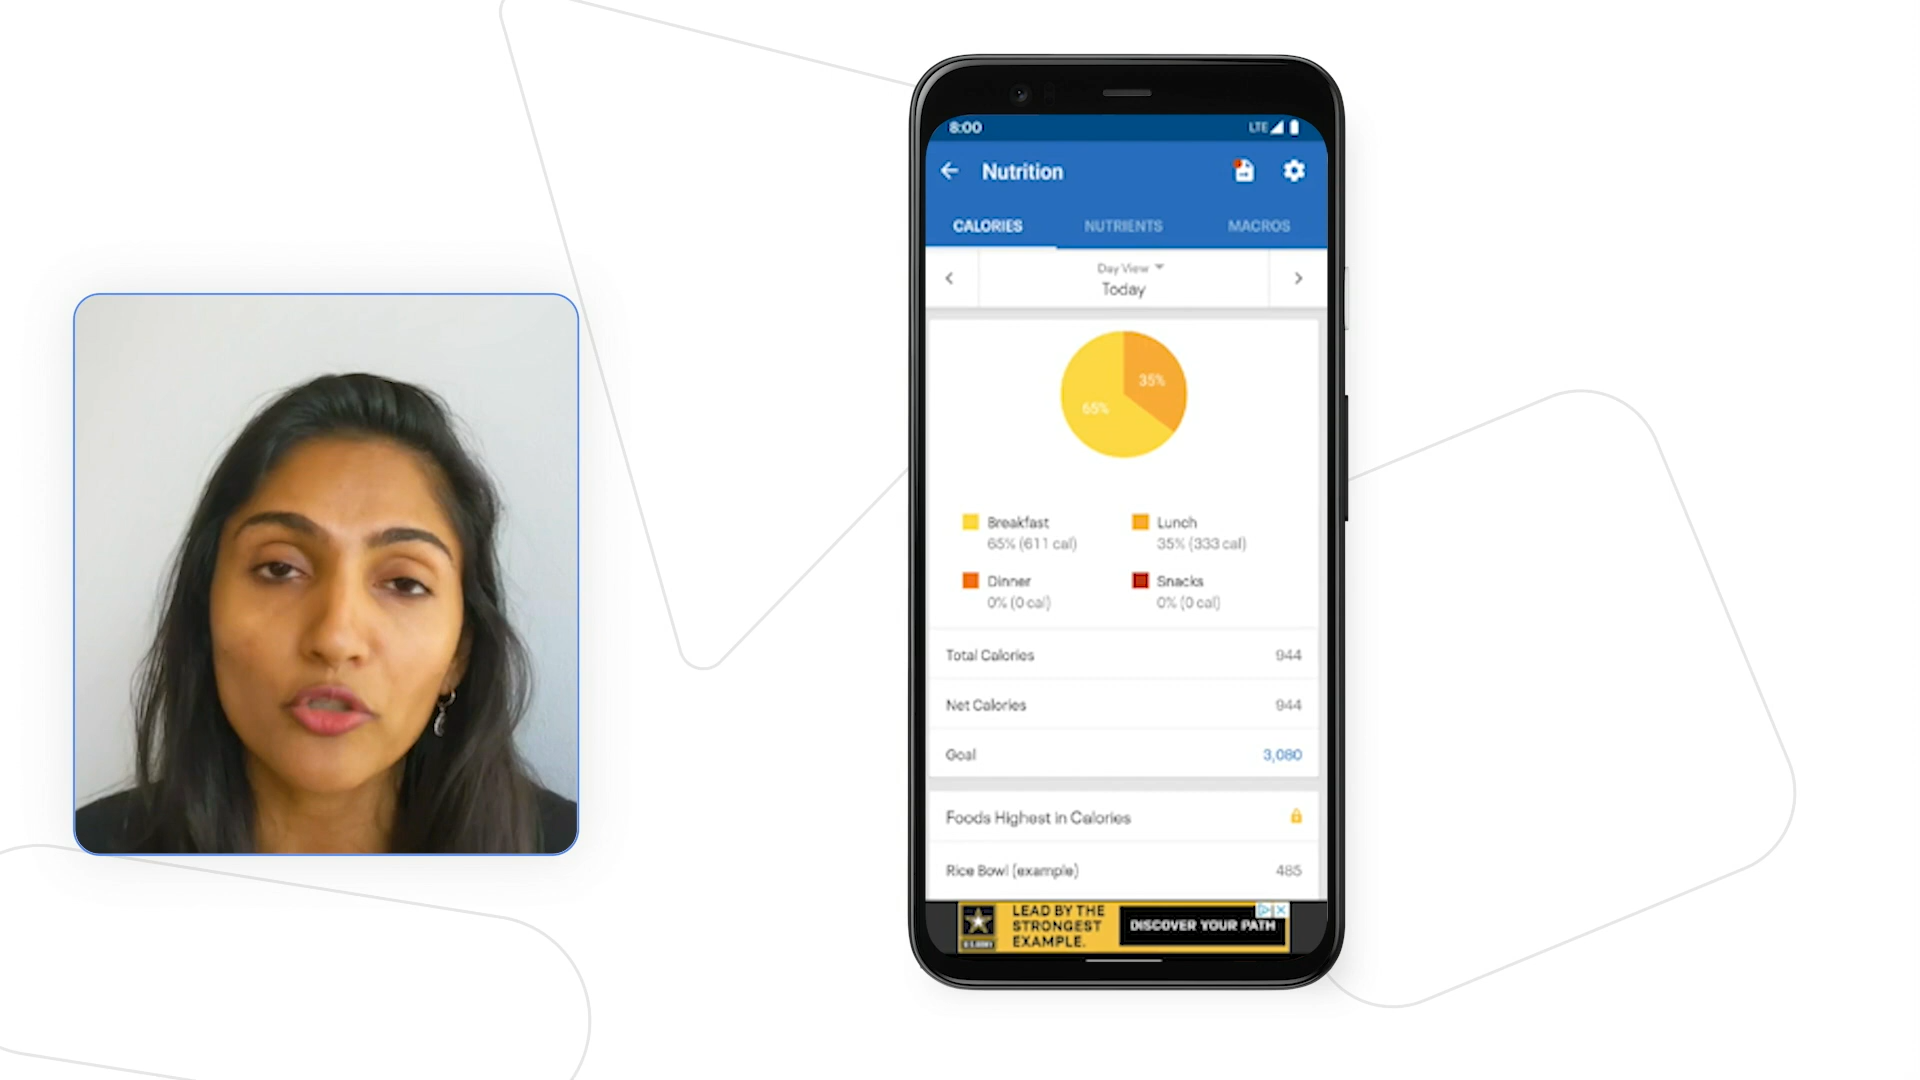 8:00
LTE
Nutrition
CALORIES
NUTRIENTS
MACROS
Day View
Today
35%
65%
Breakfast
65% (611 cal)
Lunch
35% (333 cal)
Dinner
0% (0 cal)
Snacks
0% (0 cal)
Total Calories 944
Net Calories 944
Goal 3,080
Foods Highest in Calories
Rice Bowl (example) 485
LEAD BY THE
STRONGEST
EXAMPLE.
DISCOVER YOUR PATH